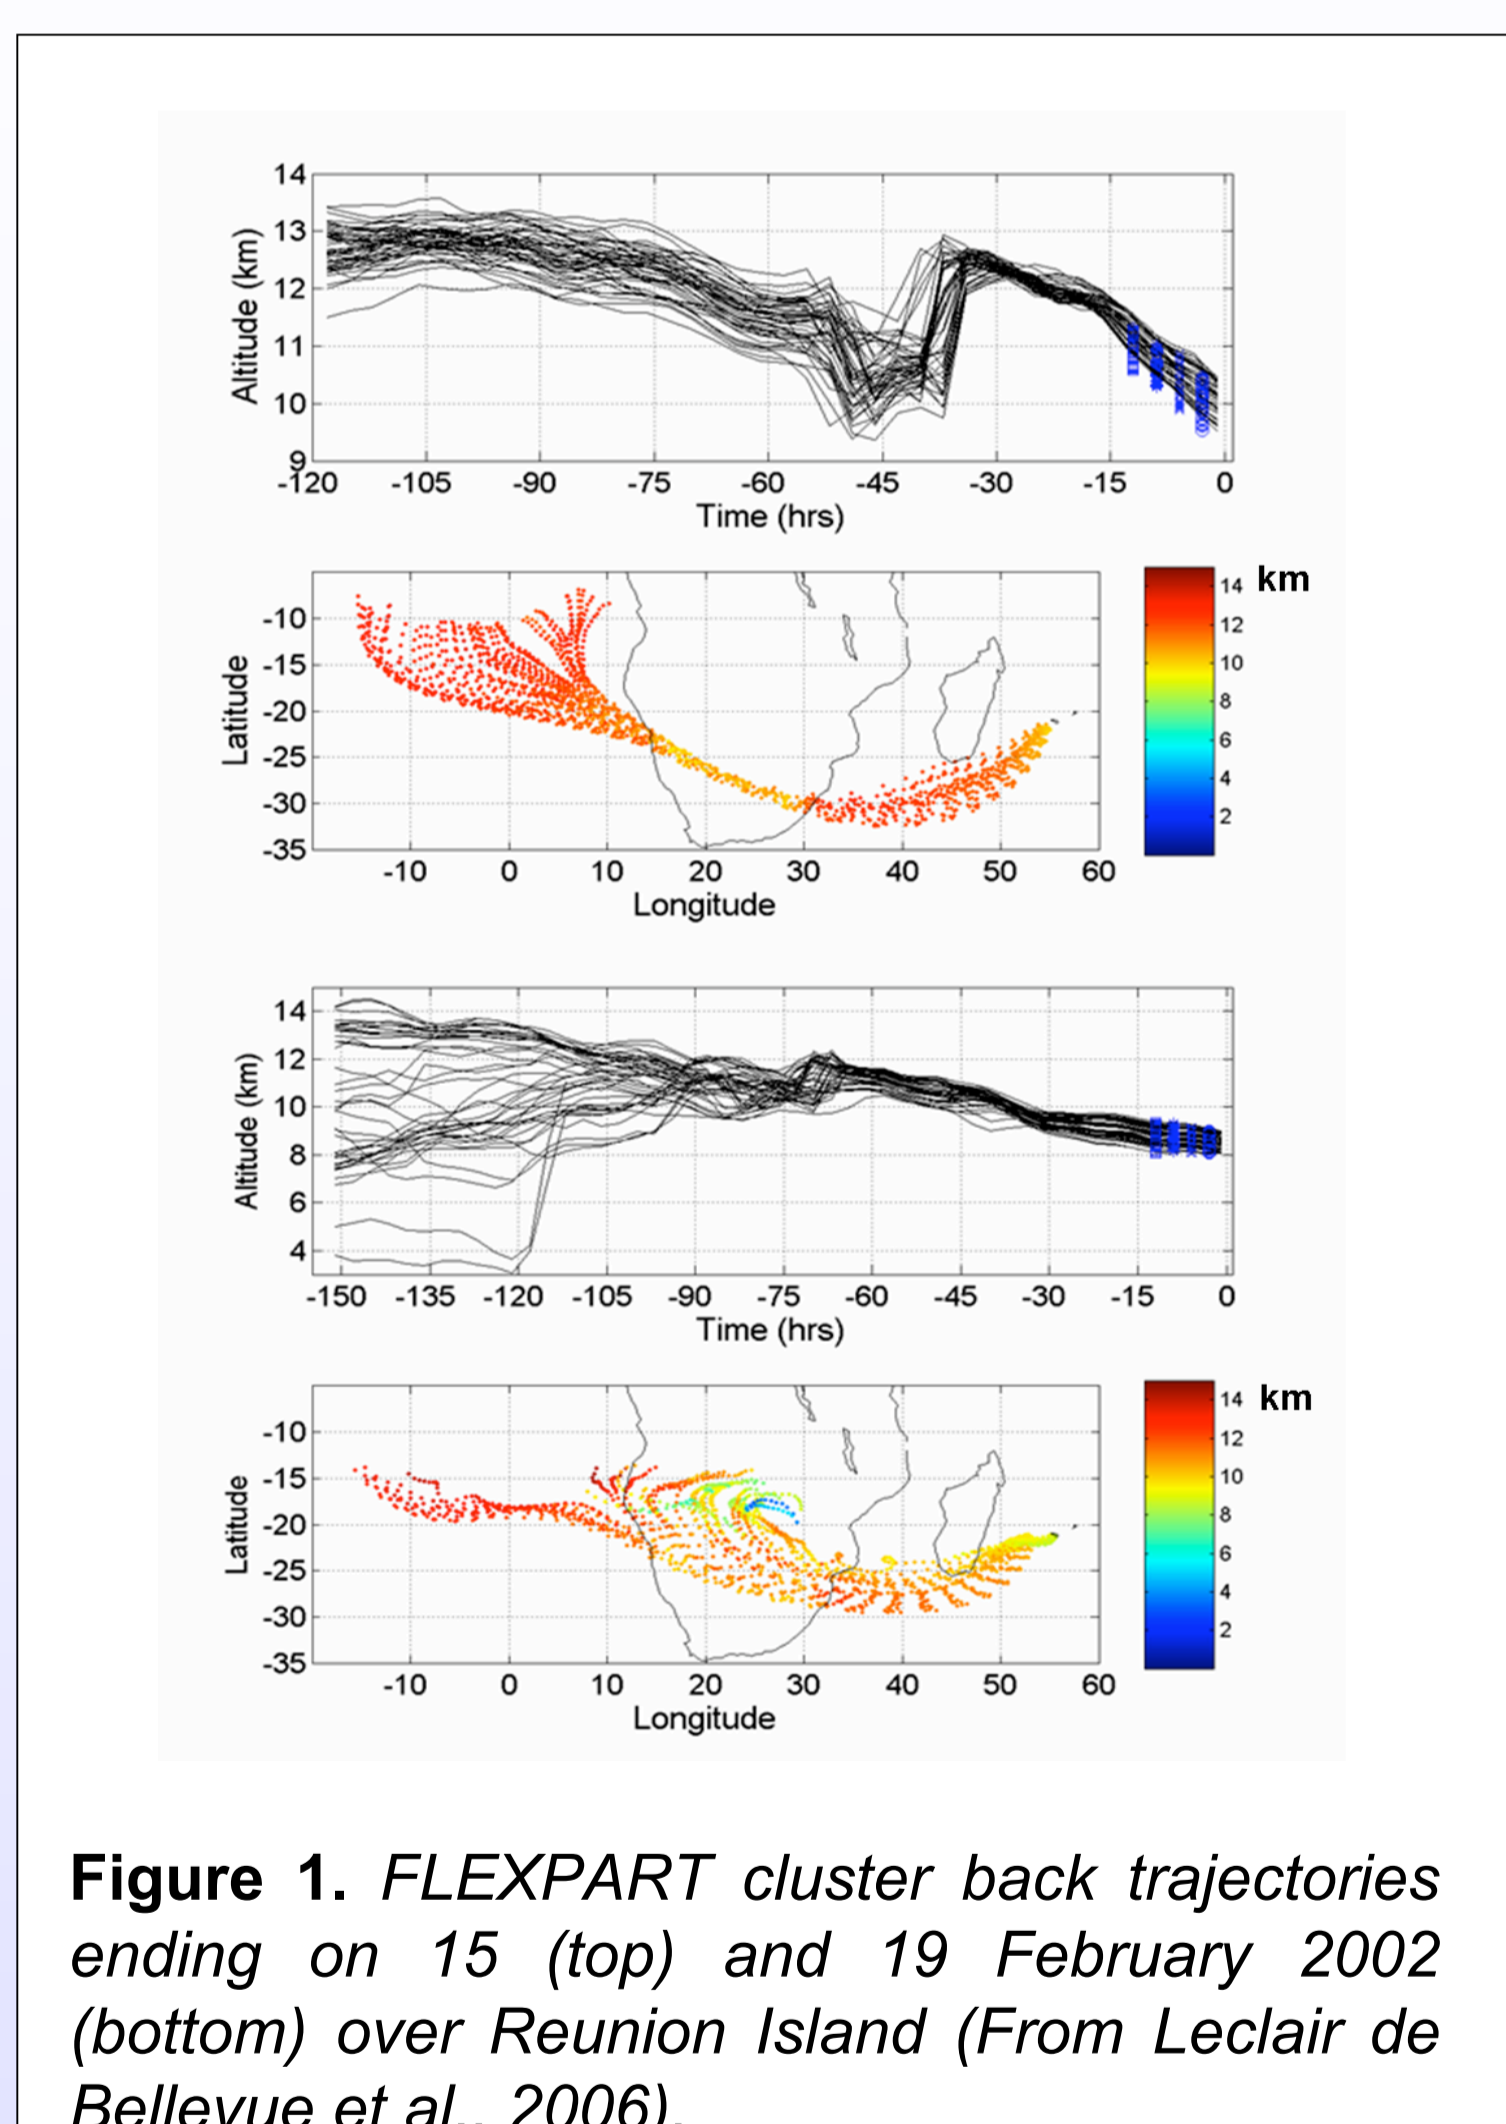 14
13
12
11
10
9
Altitude (km)
-120 -105 -90 -75 -60 -45 -30 -15 0
Time (hrs)
-10
-15
-20
-25
-30
-35
Latitude
-10 0 10 20 30 40 50 60
Longitude
km
14
12
10
8
6
4
2
14
12
10
8
6
4
Altitude (km)
-150 -135 -120 -105 -90 -75 -60 -45 -30 -15 0
Time (hrs)
-10
-15
-20
-25
-30
-35
Latitude
-10 0 10 20 30 40 50 60
Longitude
km
14
12
10
8
6
4
2
Figure 1. FLEXPART cluster back trajectories
ending on 15 (top) and 19 February 2002
(bottom) over Reunion Island (From Leclair de
Bellevue et al., 2006).